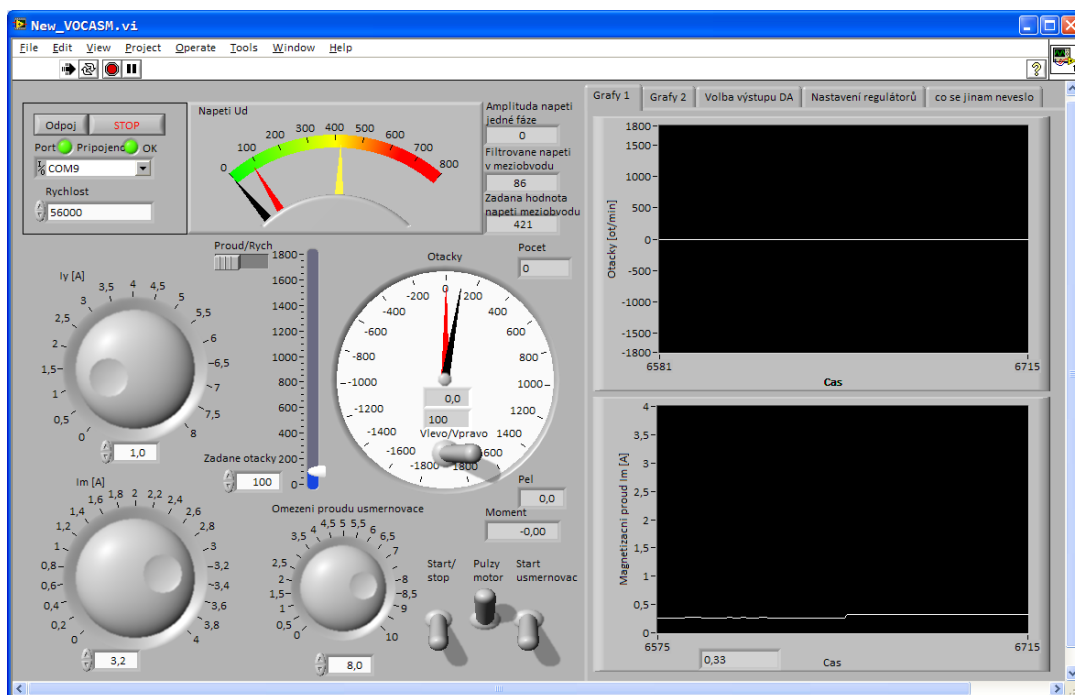 New_VOCASM.vi
File Edit View Project Operate Tools Window Help
Odpoj STOP
Port Pripojeno OK
COM9
Rychlost
56000
Napeti Ud
0 100 200 300 400 500 600 700 800
Amplituda napeti
jedné fáze
0
Filtrovane napeti
v meziobvodu
86
Zadana hodnota
napeti meziobvodu
421
Proud/Rych
Iy [A]
0 0,5 1 1,5 2 2,5 3 3,5 4 4,5 5 5,5 6 6,5 7 7,5 8
1,0
1800
1600
1400
1200
1000
800
600
400
200
0
Zadane otacky
100
Otacky
-1800 -1600 -1400 -1200 -1000 -800 -600 -400 -200 0 200 400 600 800 1000 1200 1400 1600 1800
0,0
100
Vlevo/Vpravo
Pocet
0
Pel
0,0
Moment
-0,00
Im [A]
0 0,2 0,4 0,6 0,8 1 1,2 1,4 1,6 1,8 2 2,2 2,4 2,6 2,8 3 3,2 3,4 3,6 3,8 4
3,2
Omezeni proudu usmernovace
0 0,5 1 1,5 2 2,5 3 3,5 4 4,5 5 5,5 6 6,5 7 8 9 10
8,0
Start/
stop
Pulzy
motor
Start
usmernovac
Grafy 1 Grafy 2 Volba výstupu DA Nastavení regulátorů co se jinam neveslo
Otacky [ot/min]
1800
1500
1000
500
0
-500
-1000
-1500
-1800
6581 6715
Cas
Magnetizacni proud Im [A]
4
3,5
3
2,5
2
1,5
1
0,5
0
6575 6715
0,33
Cas